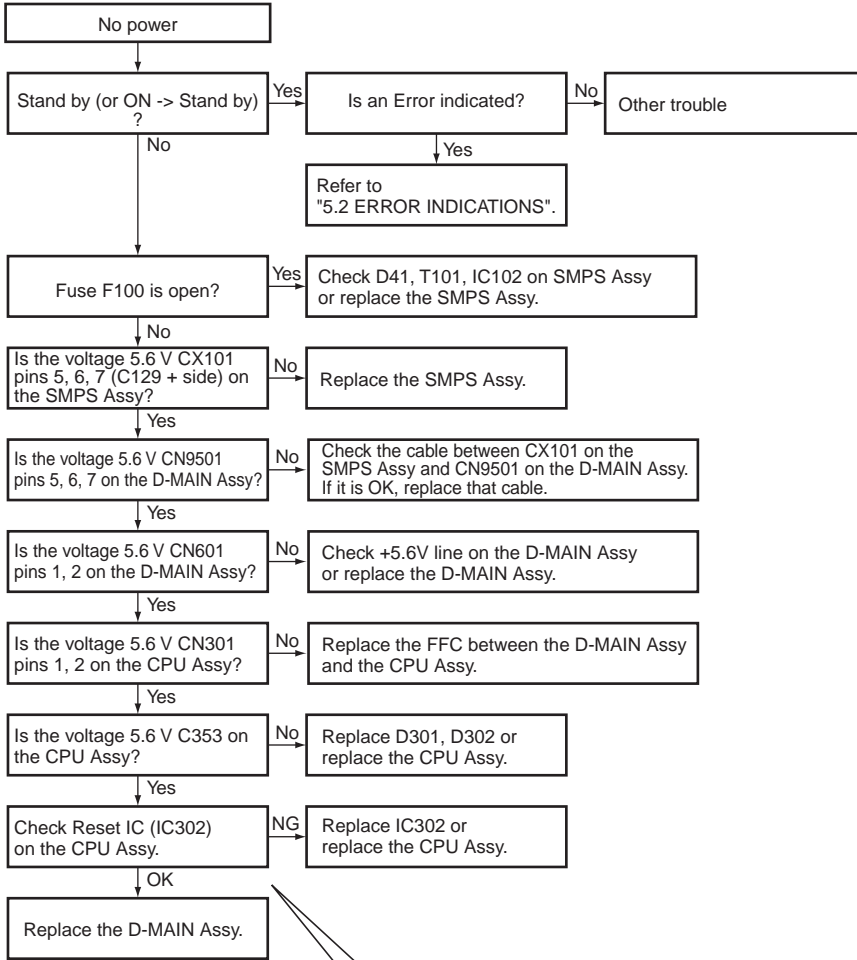 No power
Stand by (or ON -> Stand by)
?
Yes
Is an Error indicated?
No
Other trouble
No
Yes
Refer to
"5.2 ERROR INDICATIONS".
Fuse F100 is open?
Yes
Check D41, T101, IC102 on SMPS Assy
or replace the SMPS Assy.
No
Is the voltage 5.6 V CX101
pins 5, 6, 7 (C129 + side) on
the SMPS Assy?
No
Replace the SMPS Assy.
Yes
Is the voltage 5.6 V CN9501
pins 5, 6, 7 on the D-MAIN Assy?
No
Check the cable between CX101 on the
SMPS Assy and CN9501 on the D-MAIN Assy.
If it is OK, replace that cable.
Yes
Is the voltage 5.6 V CN601
pins 1, 2 on the D-MAIN Assy?
No
Check +5.6V line on the D-MAIN Assy
or replace the D-MAIN Assy.
Yes
Is the voltage 5.6 V CN301
pins 1, 2 on the CPU Assy?
No
Replace the FFC between the D-MAIN Assy
and the CPU Assy.
Yes
Is the voltage 5.6 V C353 on
the CPU Assy?
No
Replace D301, D302 or
replace the CPU Assy.
Yes
Check Reset IC (IC302)
on the CPU Assy.
NG
Replace IC302 or
replace the CPU Assy.
OK
Replace the D-MAIN Assy.